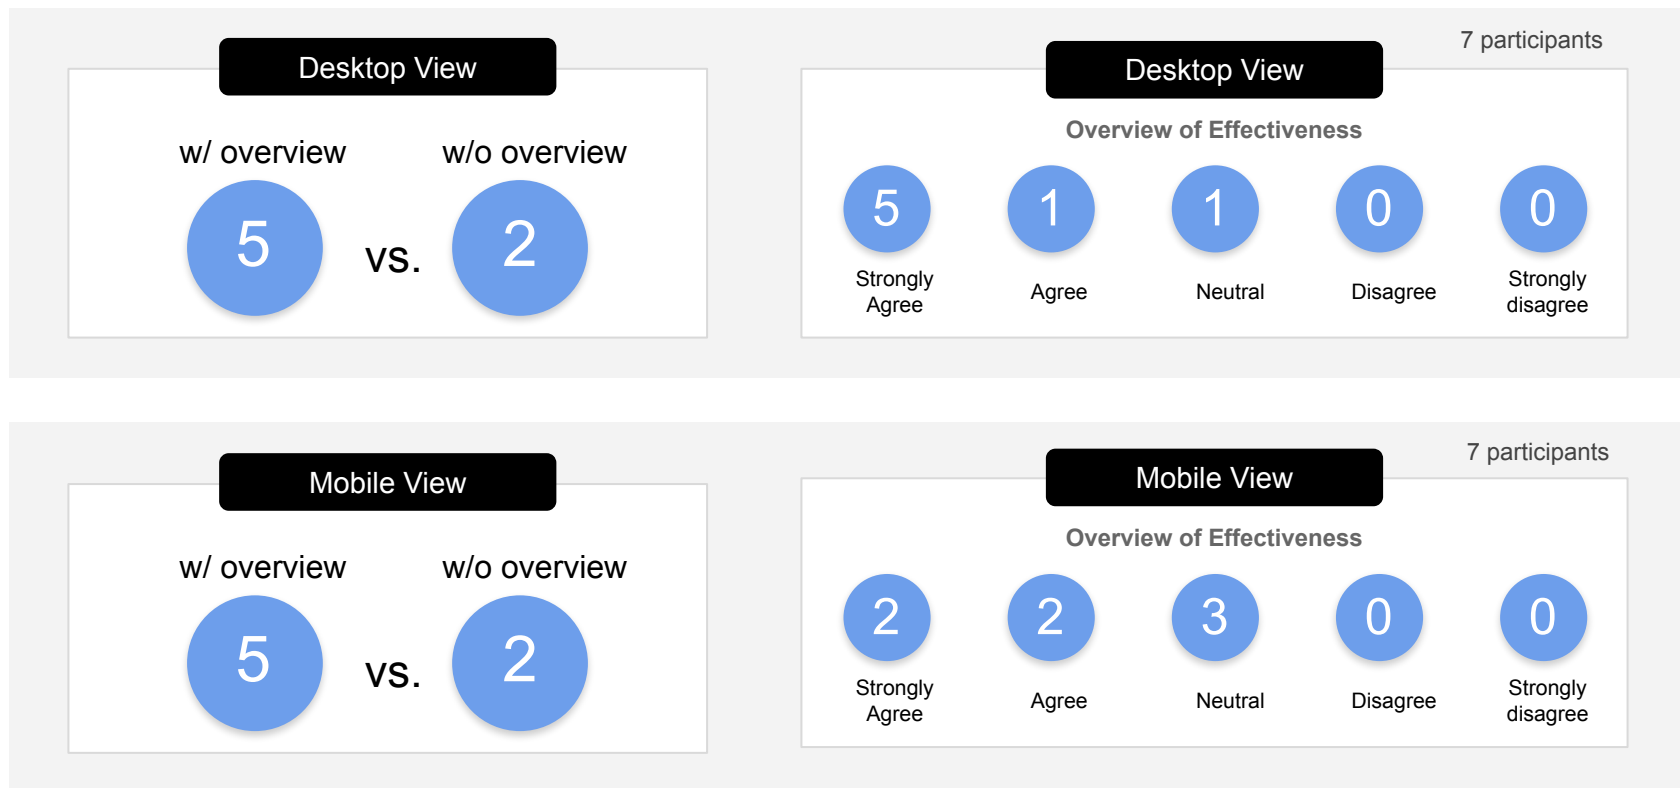 7 participants
Desktop View
Desktop View
Overview of Effectiveness
w/ overview
w/o overview
5
vs.
2
5
1
1
0
0
Strongly
Agree
Agree
Neutral
Disagree
Strongly
disagree
7 participants
Mobile View
Mobile View
Overview of Effectiveness
w/ overview
w/o overview
5
vs.
2
2
2
3
0
0
Strongly
Agree
Agree
Neutral
Disagree
Strongly
disagree